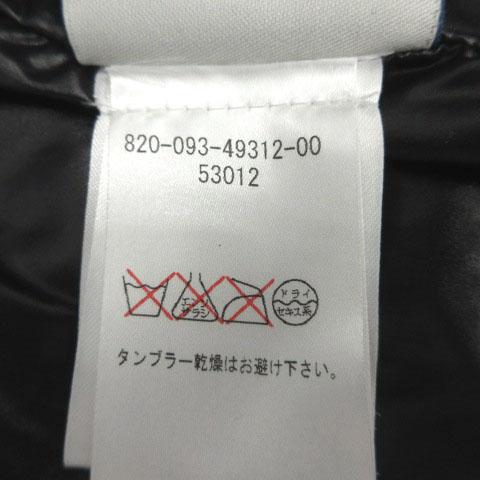 820-093-49312-00
53012
エンソ サラシ ドライ セキユ系
タンブラー乾燥はお避け下さい。